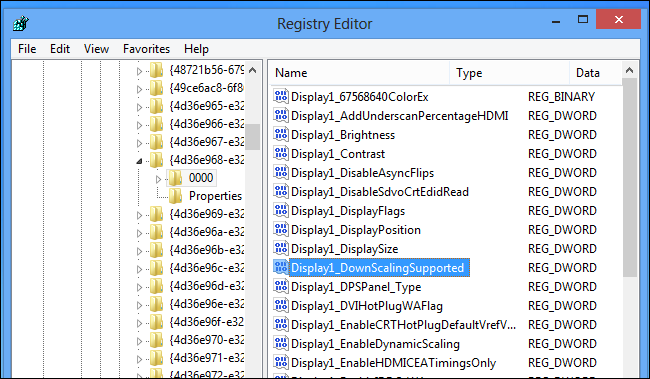 Registry Editor
File Edit View Favorites Help
{48721b56-679
{49ce6ac8-6f8
{4d36e965-e32
{4d36e966-e32
{4d36e967-e32
{4d36e968-e32
0000
Properties
{4d36e969-e32
{4d36e96a-e32
{4d36e96b-e32
{4d36e96c-e32
{4d36e96d-e32
{4d36e96e-e32
{4d36e96f-e32
{4d36e970-e32
{4d36e971-e32
{4d36e972-e32
Name Type Data
Display1_67568640ColorEx REG_BINARY
Display1_AddUnderscanPercentageHDMI REG_DWORD
Display1_Brightness REG_DWORD
Display1_Contrast REG_DWORD
Display1_DisableAsyncFlips REG_DWORD
Display1_DisableSdvoCrtEdidRead REG_DWORD
Display1_DisplayFlags REG_DWORD
Display1_DisplayPosition REG_DWORD
Display1_DisplaySize REG_DWORD
Display1_DownScalingSupported REG_DWORD
Display1_DPSPanel_Type REG_DWORD
Display1_DVIHotPlugWAFlag REG_DWORD
Display1_EnableCRTHotPlugDefaultVrefV... REG_DWORD
Display1_EnableDynamicScaling REG_DWORD
Display1_EnableHDMICEATimingsOnly REG_DWORD